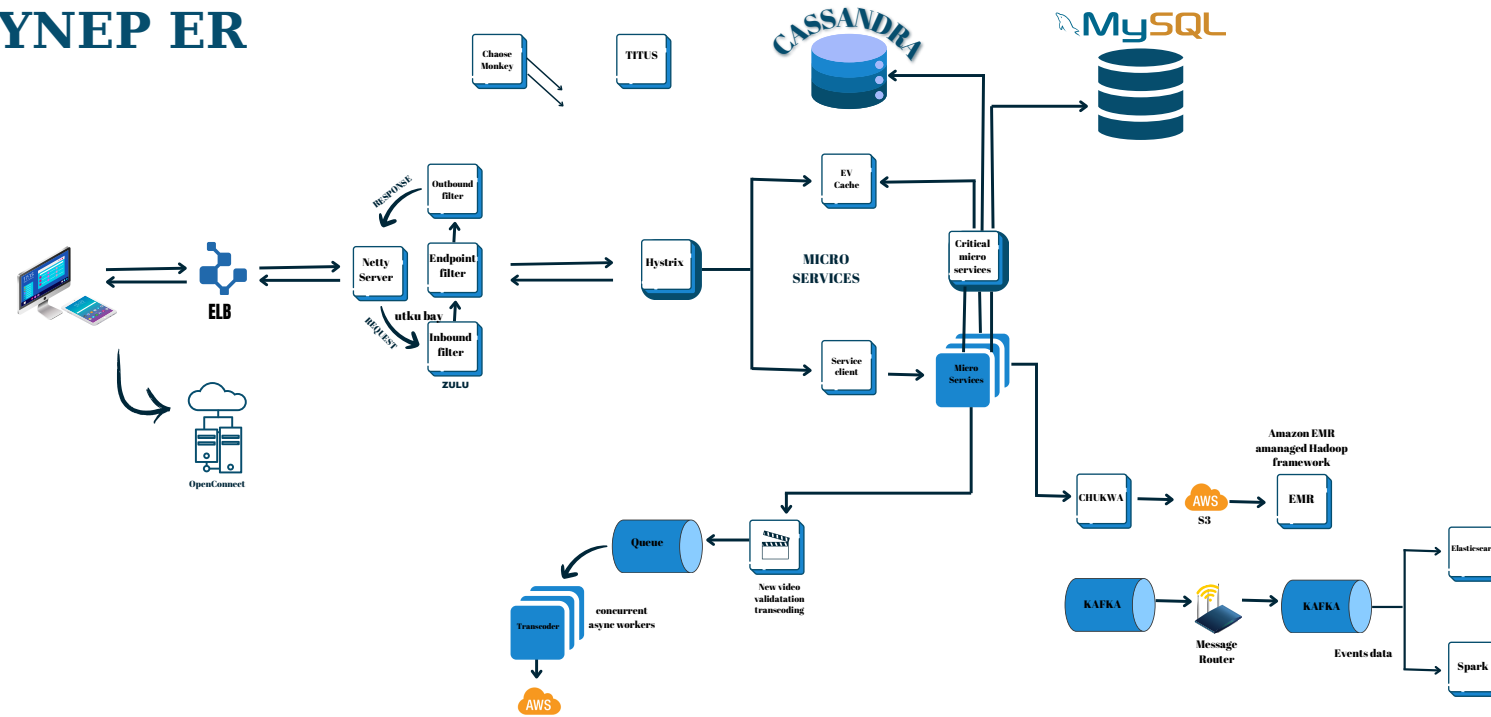 YNEP ER
Chaose
Monkey
TITUS
CASSANDRA
MySQL
RESPONSE
Outbound
filter
Netty
Server
Endpoint
filter
REQUEST
utku bay
Inbound
filter
ZULU
ELB
OpenConnect
Hystrix
EV
Cache
MICRO
SERVICES
Critical
micro
services
Service
client
Micro
Services
Amazon EMR
amanaged Hadoop
framework
CHUKWA
AWS
S3
EMR
Queue
New video
validatation
transcoding
Transcoder
concurrent
async workers
AWS
KAFKA
Message
Router
KAFKA
Events data
Elasticsear
Spark